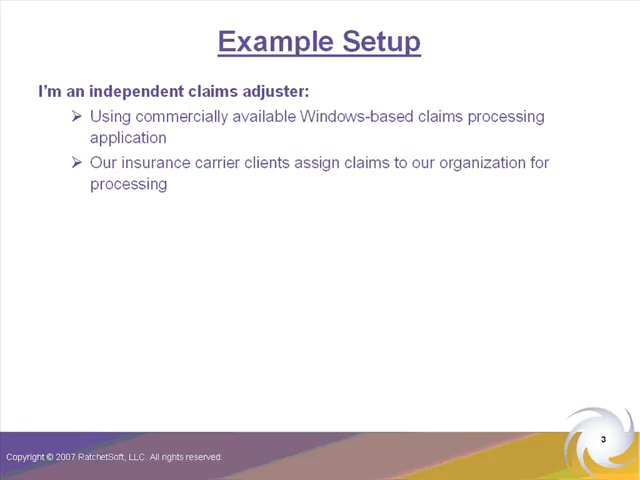 Example Setup
I'm an independent claims adjuster:
➢ Using commercially available Windows-based claims processing
application
➢ Our insurance carrier clients assign claims to our organization for
processing
3
Copyright © 2007 RatchetSoft, LLC. All rights reserved.